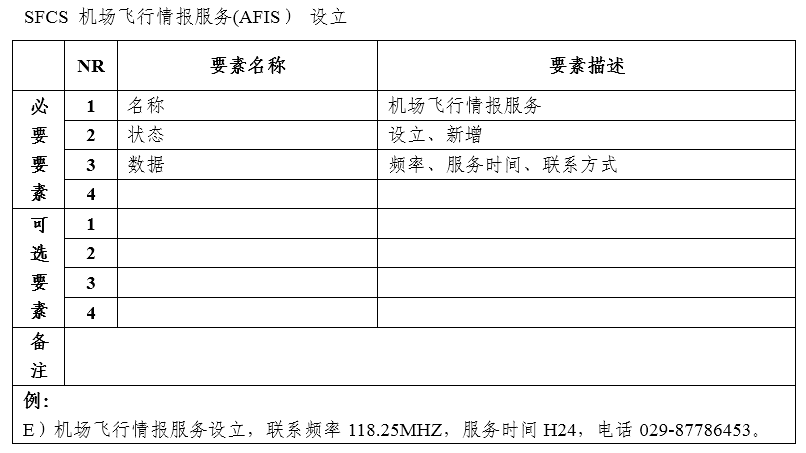 SFCS 机场飞行情报服务(AFIS） 设立
NR 要素名称 要素描述
必要要素
1 名称 机场飞行情报服务
2 状态 设立、新增
3 数据 频率、服务时间、联系方式
4
可选要素
1
2
3
4
备注
例：
E）机场飞行情报服务设立，联系频率 118.25MHZ，服务时间 H24，电话 029-87786453。